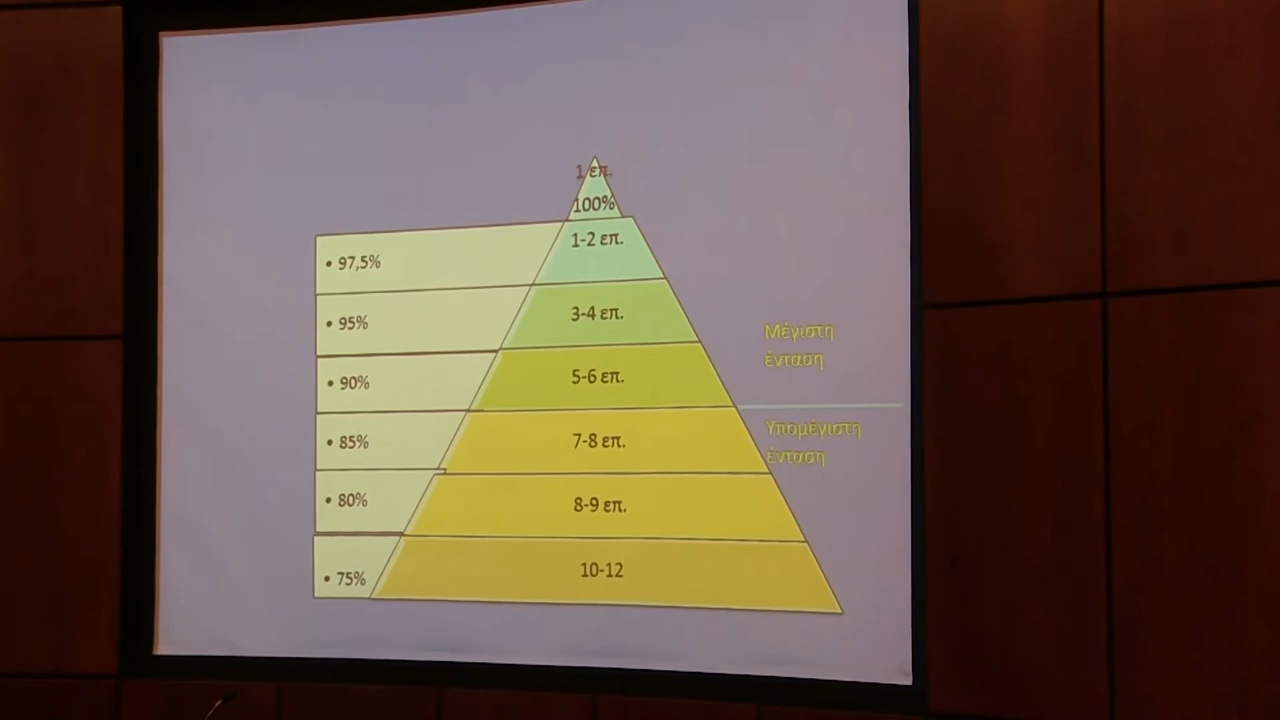 1 επ.
100%
• 97,5%
1-2 επ.
• 95%
3-4 επ.
• 90%
5-6 επ.
Μέγιστη
ένταση
• 85%
7-8 επ.
Υπομέγιστη
ένταση
• 80%
8-9 επ.
• 75%
10-12